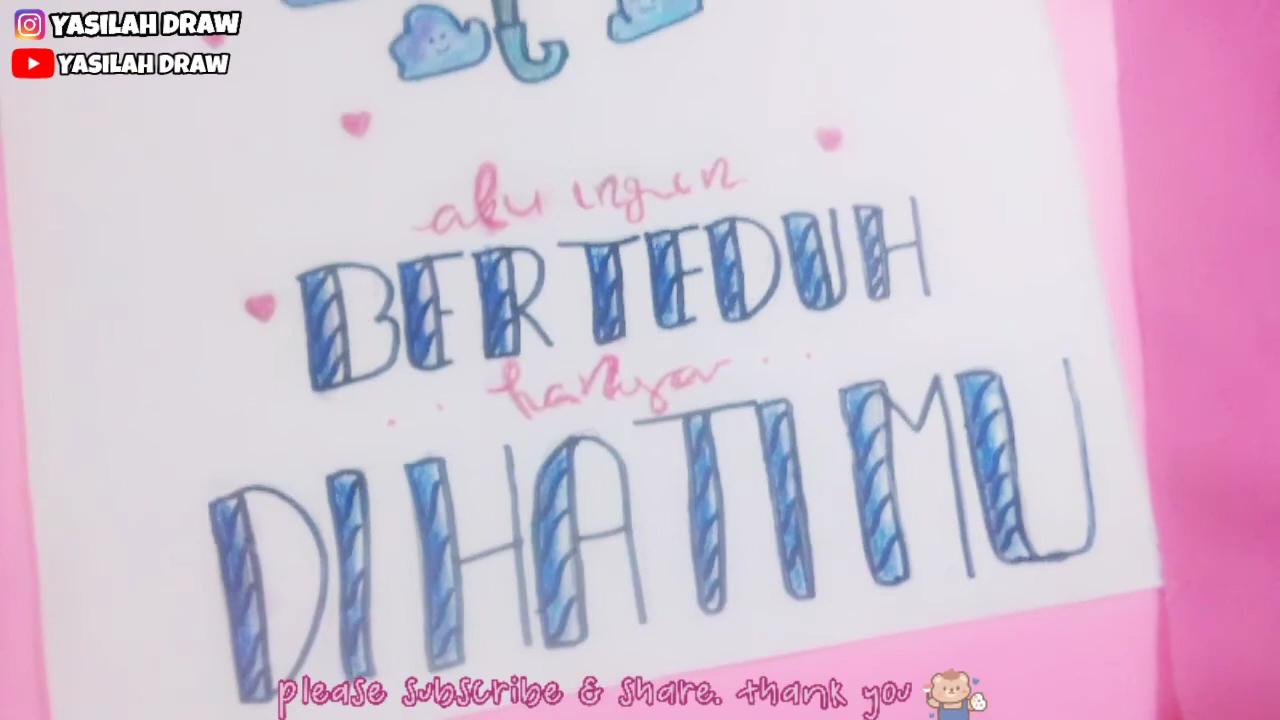 YASILAH DRAW
YASILAH DRAW
aku ingin
BERTEDUH
.. hanya ..
DIHATIMU
please subscribe & share. thank you